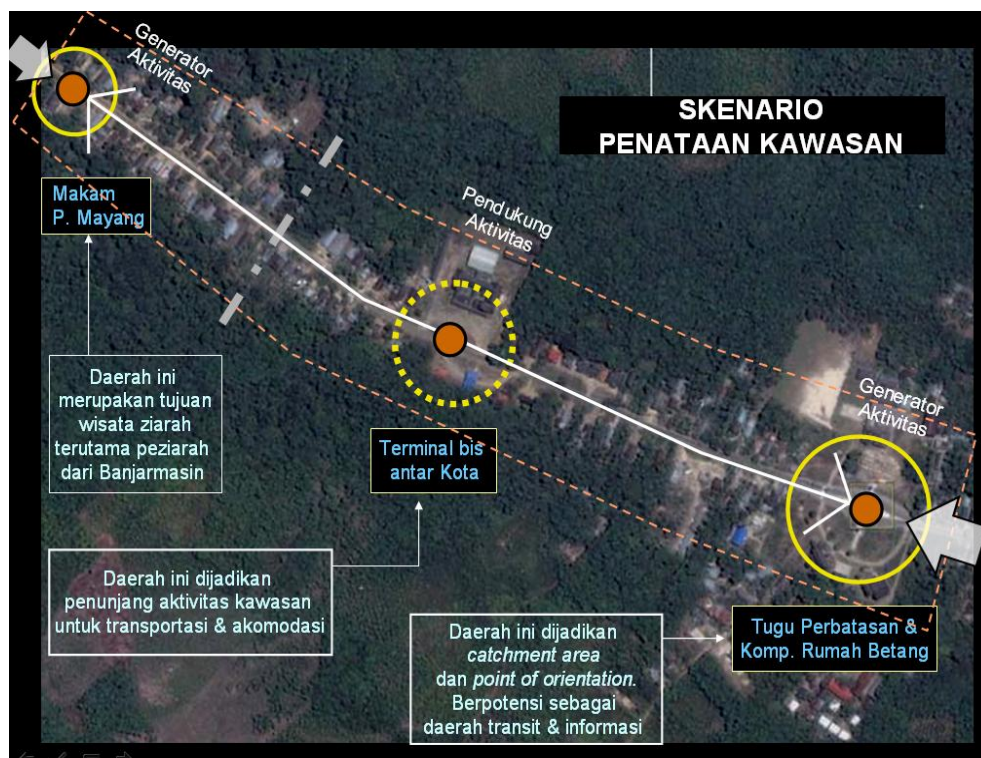 Generator
Aktivitas
SKENARIO
PENATAAN KAWASAN
Makam
P. Mayang
Pendukung
Aktivitas
Daerah ini
merupakan tujuan
wisata ziarah
terutama peziarah
dari Banjarmasin
Terminal bis
antar Kota
Generator
Aktivitas
Daerah ini dijadikan
penunjang aktivitas kawasan
untuk transportasi & akomodasi
Daerah ini dijadikan
catchment area
dan point of orientation.
Berpotensi sebagai
daerah transit & informasi
Tugu Perbatasan &
Komp. Rumah Betang